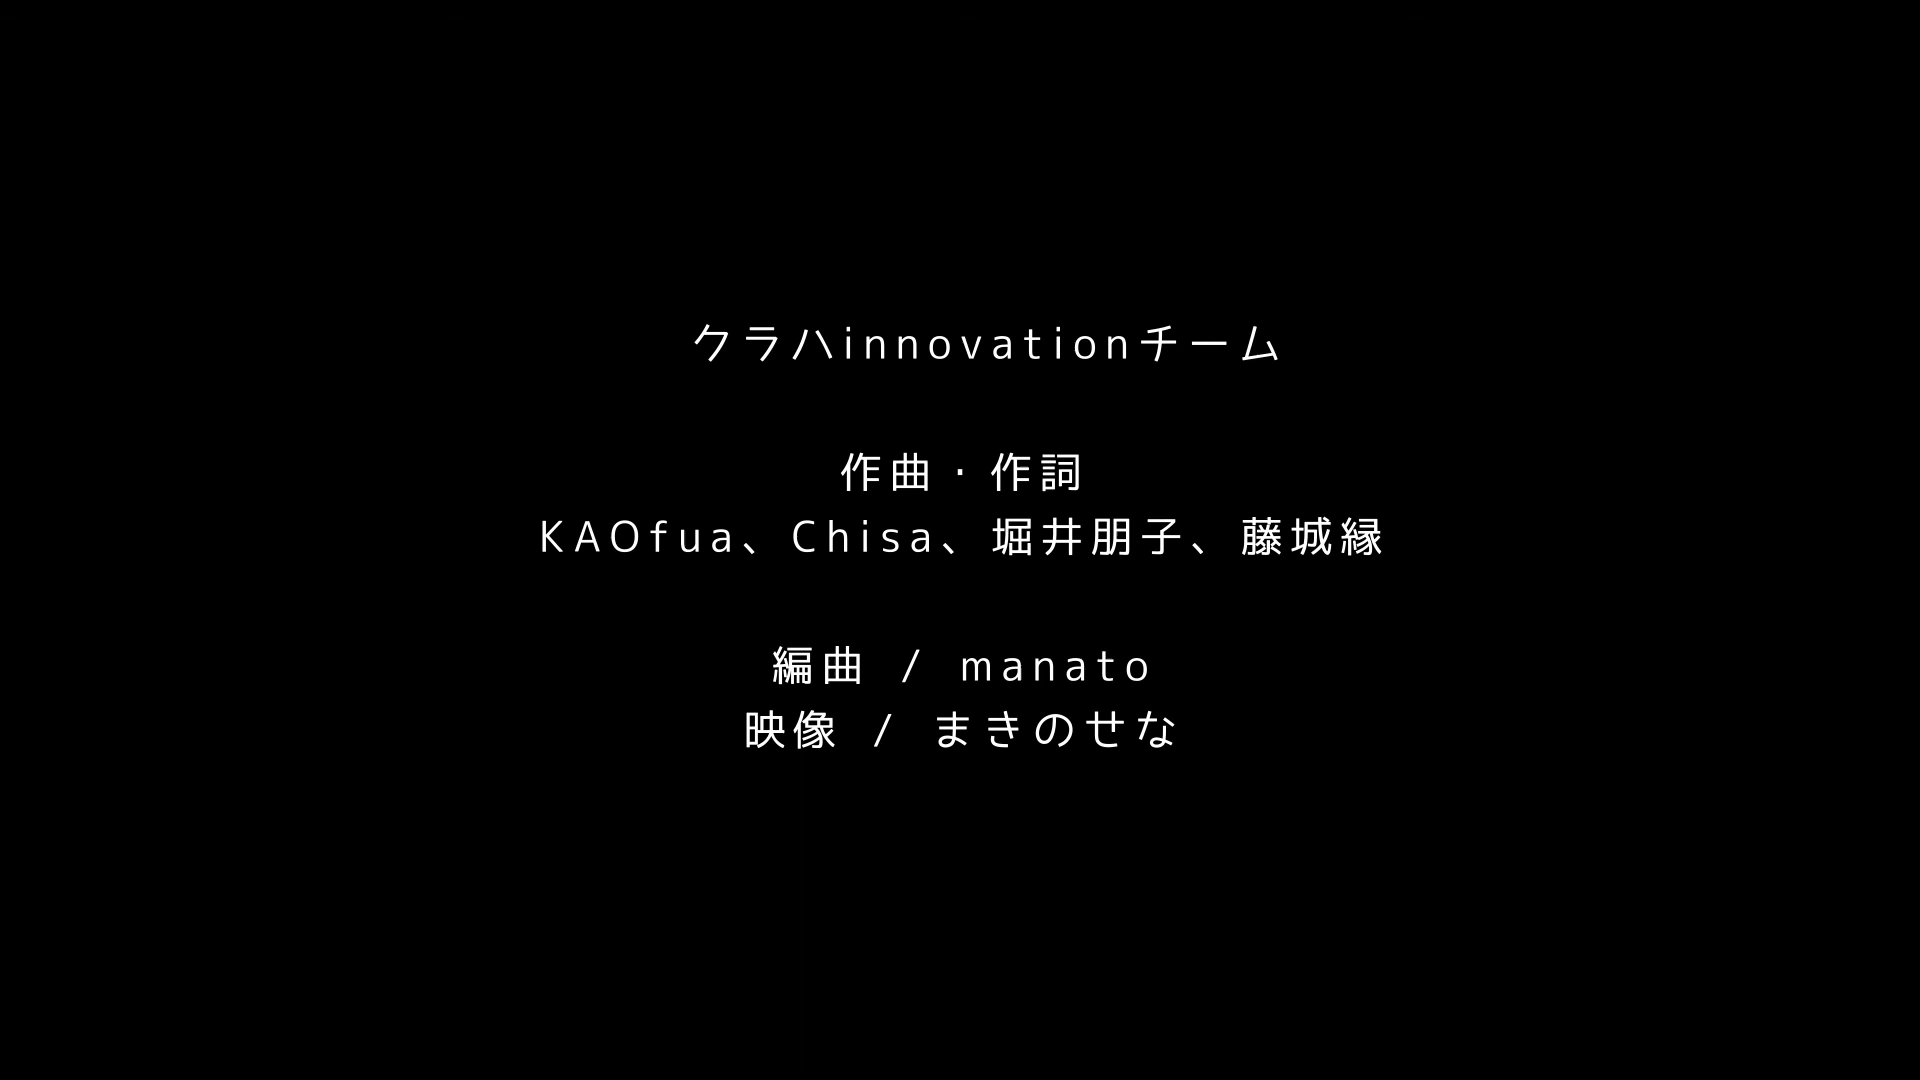 クラハinnovationチーム
作曲・作詞
KAOfua、Chisa、堀井朋子、藤城縁
編曲 / manato
映像 / まきのせな